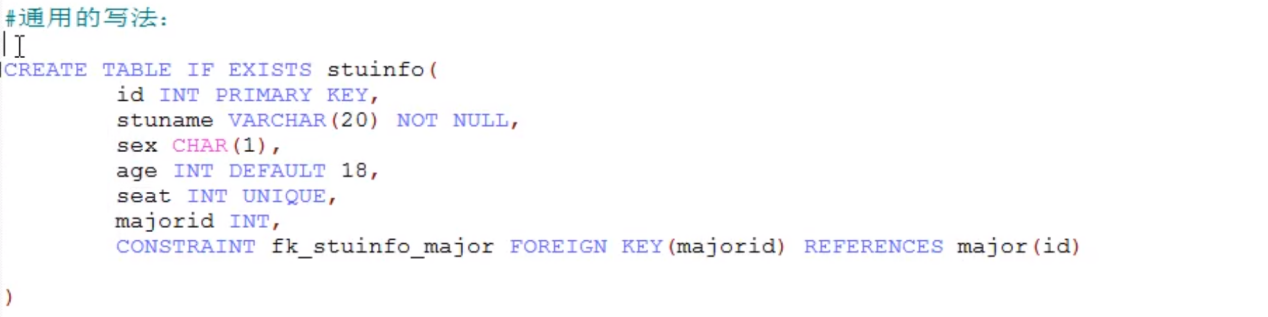 #通用的写法：
CREATE TABLE IF EXISTS stuinfo(
id INT PRIMARY KEY,
stuname VARCHAR(20) NOT NULL,
sex CHAR(1),
age INT DEFAULT 18,
seat INT UNIQUE,
majorid INT,
CONSTRAINT fk_stuinfo_major FOREIGN KEY(majorid) REFERENCES major(id)
)